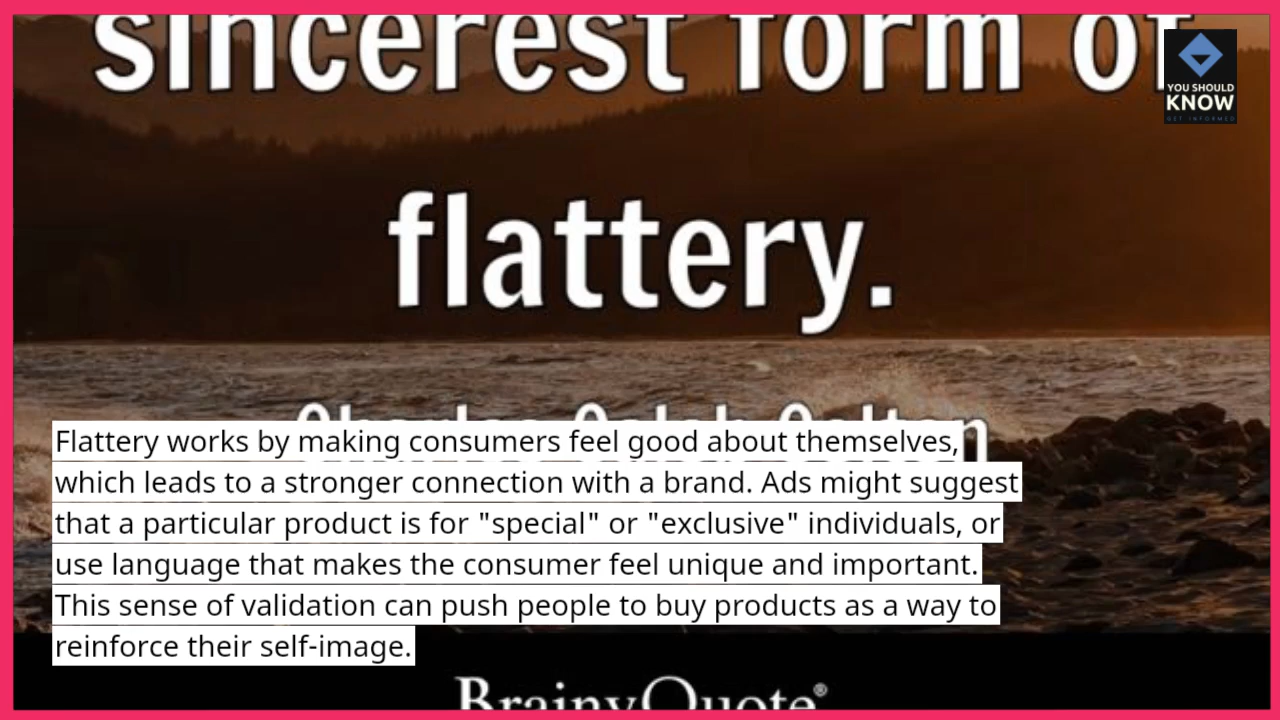 sincerest form of
YOU SHOULD
KNOW
GET INFORMED
flattery.
Flattery works by making consumers feel good about themselves,
which leads to a stronger connection with a brand. Ads might suggest
that a particular product is for "special" or "exclusive" individuals, or
use language that makes the consumer feel unique and important.
This sense of validation can push people to buy products as a way to
reinforce their self-image.
BrainyQuote®